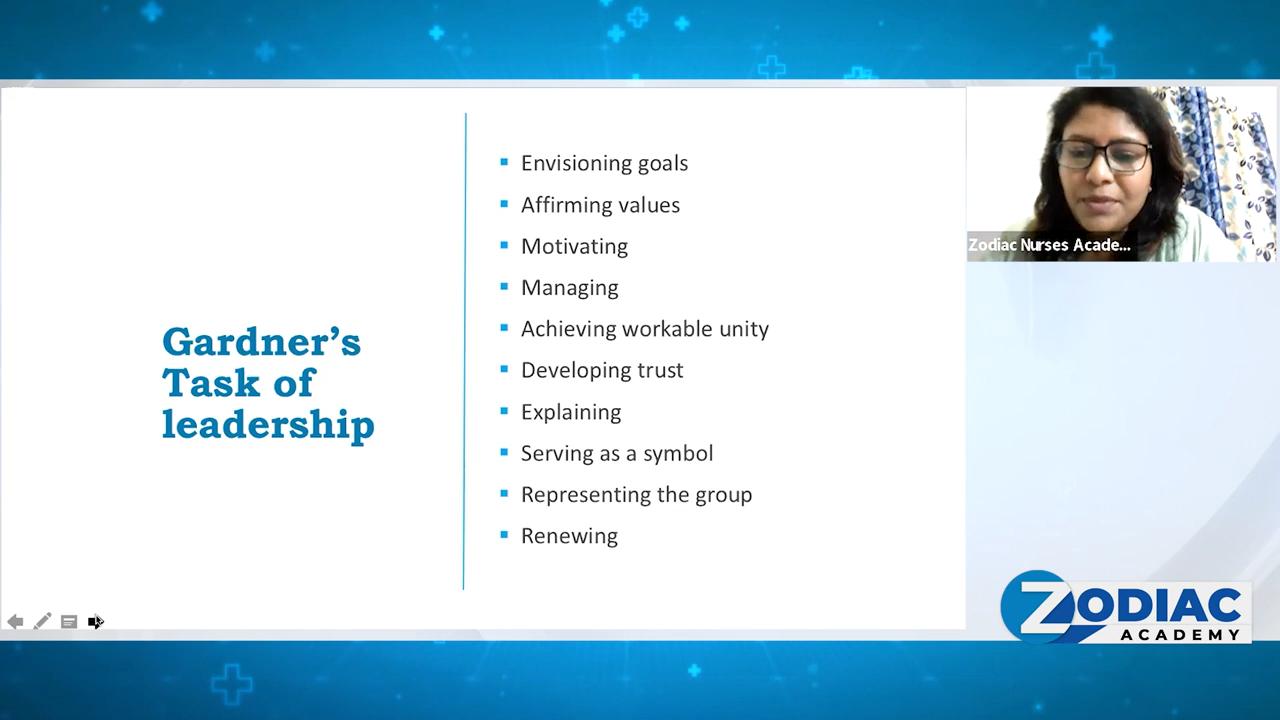 Gardner’s
Task of
leadership
Envisioning goals
Affirming values
Motivating
Managing
Achieving workable unity
Developing trust
Explaining
Serving as a symbol
Representing the group
Renewing
Zodiac Nurses Acade...
ZODIAC
ACADEMY